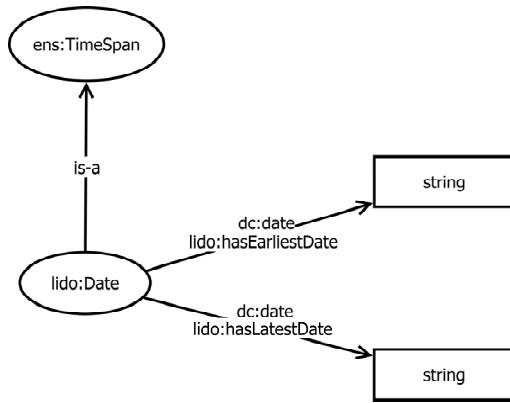 ens:TimeSpan
is-a
string
dc:date
lido:hasEarliestDate
lido:Date
dc:date
lido:hasLatestDate
string